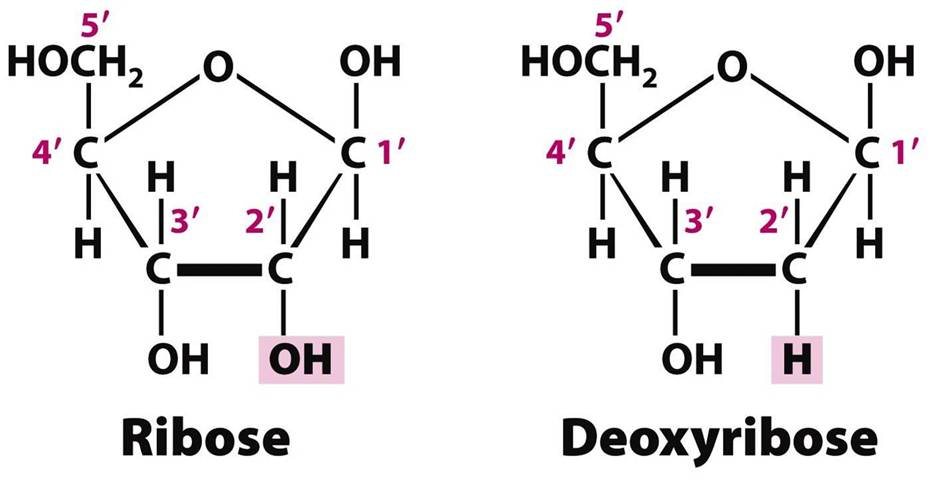 5′ 5′
HOCH₂ O OH HOCH₂ O OH
4′ C C 1′ 4′ C C 1′
H H H H
3′ 2′ 3′ 2′
H H H H
C C C C
OH OH OH H
Ribose Deoxyribose